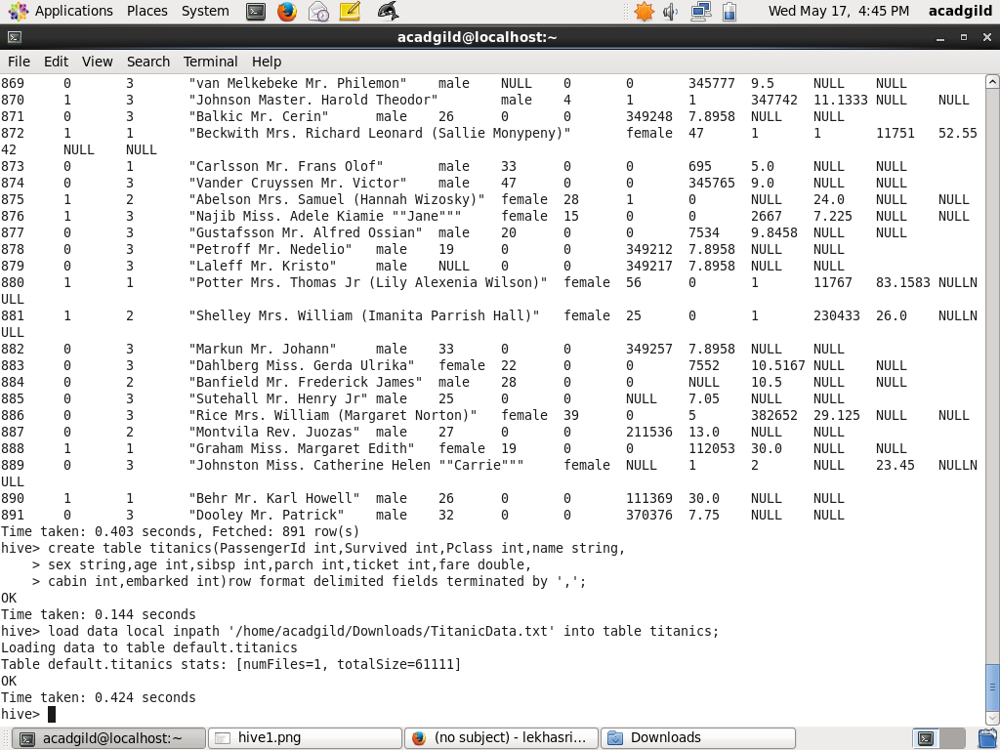 Applications Places System Wed May 17, 4:45 PM acadgild
acadgild@localhost:~
File Edit View Search Terminal Help
869 0 3 "van Melkebeke Mr. Philemon" male NULL 0 0 345777 9.5 NULL NULL
870 1 3 "Johnson Master. Harold Theodor" male 4 1 1 347742 11.1333 NULL NULL
871 0 3 "Balkic Mr. Cerin" male 26 0 0 349248 7.8958 NULL NULL
872 1 1 "Beckwith Mrs. Richard Leonard (Sallie Monypeny)" female 47 1 1 11751 52.55
42 NULL NULL
873 0 1 "Carlsson Mr. Frans Olof" male 33 0 0 695 5.0 NULL NULL
874 0 3 "Vander Cruyssen Mr. Victor" male 47 0 0 345765 9.0 NULL NULL
875 1 2 "Abelson Mrs. Samuel (Hannah Wizosky)" female 28 1 0 NULL 24.0 NULL NULL
876 1 3 "Najib Miss. Adele Kiamie ""Jane""" female 15 0 0 2667 7.225 NULL NULL
877 0 3 "Gustafsson Mr. Alfred Ossian" male 20 0 0 7534 9.8458 NULL NULL
878 0 3 "Petroff Mr. Nedelio" male 19 0 0 349212 7.8958 NULL NULL
879 0 3 "Laleff Mr. Kristo" male NULL 0 0 349217 7.8958 NULL NULL
880 1 1 "Potter Mrs. Thomas Jr (Lily Alexenia Wilson)" female 56 0 1 11767 83.1583 NULLN
ULL
881 1 2 "Shelley Mrs. William (Imanita Parrish Hall)" female 25 0 1 230433 26.0 NULLN
ULL
882 0 3 "Markun Mr. Johann" male 33 0 0 349257 7.8958 NULL NULL
883 0 3 "Dahlberg Miss. Gerda Ulrika" female 22 0 0 7552 10.5167 NULL NULL
884 0 2 "Banfield Mr. Frederick James" male 28 0 0 NULL 10.5 NULL NULL
885 0 3 "Sutehall Mr. Henry Jr" male 25 0 0 NULL 7.05 NULL NULL
886 0 3 "Rice Mrs. William (Margaret Norton)" female 39 0 5 382652 29.125 NULL NULL
887 0 2 "Montvila Rev. Juozas" male 27 0 0 211536 13.0 NULL NULL
888 1 1 "Graham Miss. Margaret Edith" female 19 0 0 112053 30.0 NULL NULL
889 0 3 "Johnston Miss. Catherine Helen ""Carrie""" female NULL 1 2 NULL 23.45 NULLN
ULL
890 1 1 "Behr Mr. Karl Howell" male 26 0 0 111369 30.0 NULL NULL
891 0 3 "Dooley Mr. Patrick" male 32 0 0 370376 7.75 NULL NULL
Time taken: 0.403 seconds, Fetched: 891 row(s)
hive> create table titanics(PassengerId int,Survived int,Pclass int,name string,
> sex string,age int,sibsp int,parch int,ticket int,fare double,
> cabin int,embarked int)row format delimited fields terminated by ',';
OK
Time taken: 0.144 seconds
hive> load data local inpath '/home/acadgild/Downloads/TitanicData.txt' into table titanics;
Loading data to table default.titanics
Table default.titanics stats: [numFiles=1, totalSize=61111]
OK
Time taken: 0.424 seconds
hive>
acadgild@localhost:~ hive1.png (no subject) - lekhasri... Downloads